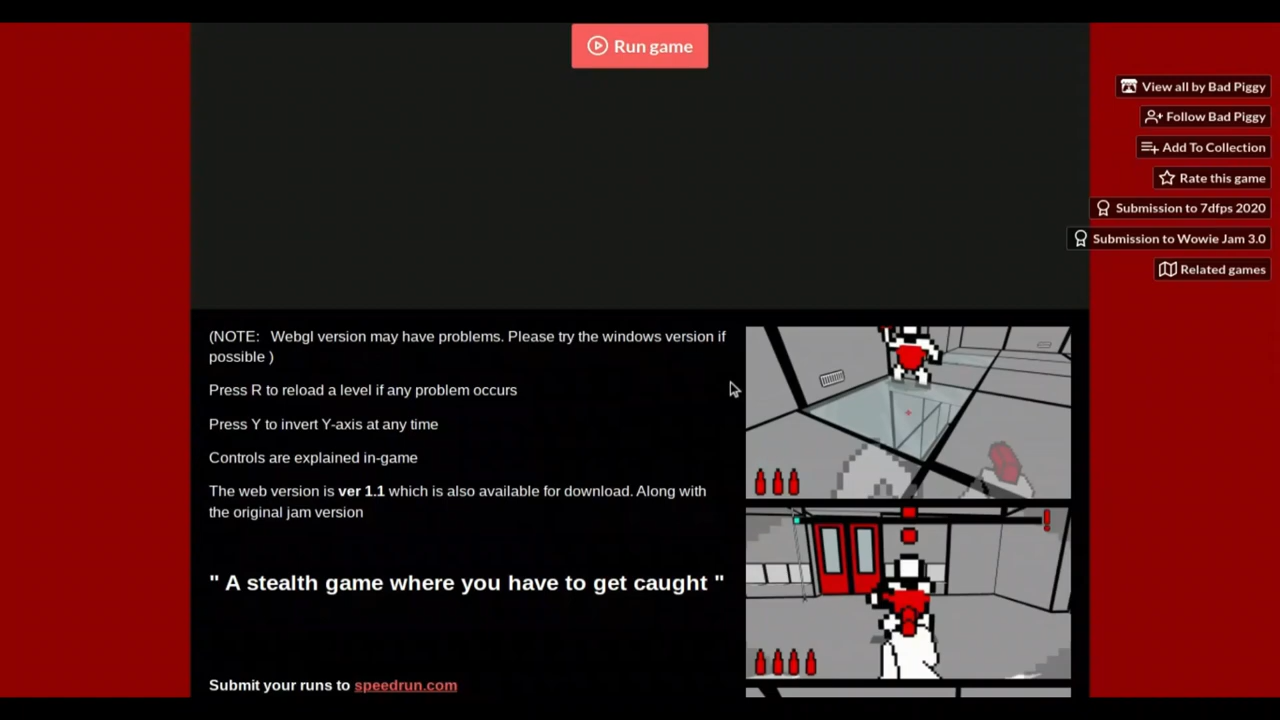 Run game
View all by Bad Piggy
Follow Bad Piggy
Add To Collection
Rate this game
Submission to 7dfps 2020
Submission to Wowie Jam 3.0
Related games
(NOTE: Webgl version may have problems. Please try the windows version if
possible )
Press R to reload a level if any problem occurs
Press Y to invert Y-axis at any time
Controls are explained in-game
The web version is ver 1.1 which is also available for download. Along with
the original jam version
" A stealth game where you have to get caught "
Submit your runs to speedrun.com